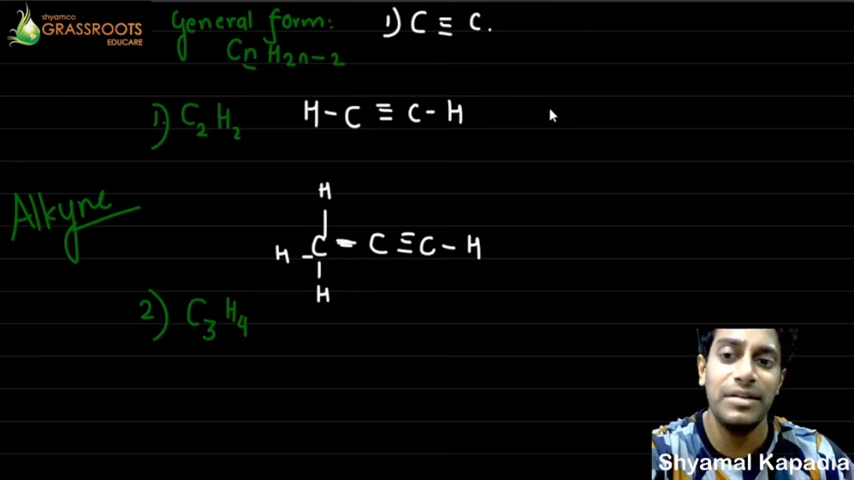 shyamco
GRASSROOTS
EDUCARE
General form:
CnH2n-2
1) C ≡ C.
1) C2H2
H - C ≡ C - H
Alkyne
H
H - C - C ≡ C - H
H
2) C3H4
Shyamal Kapadia